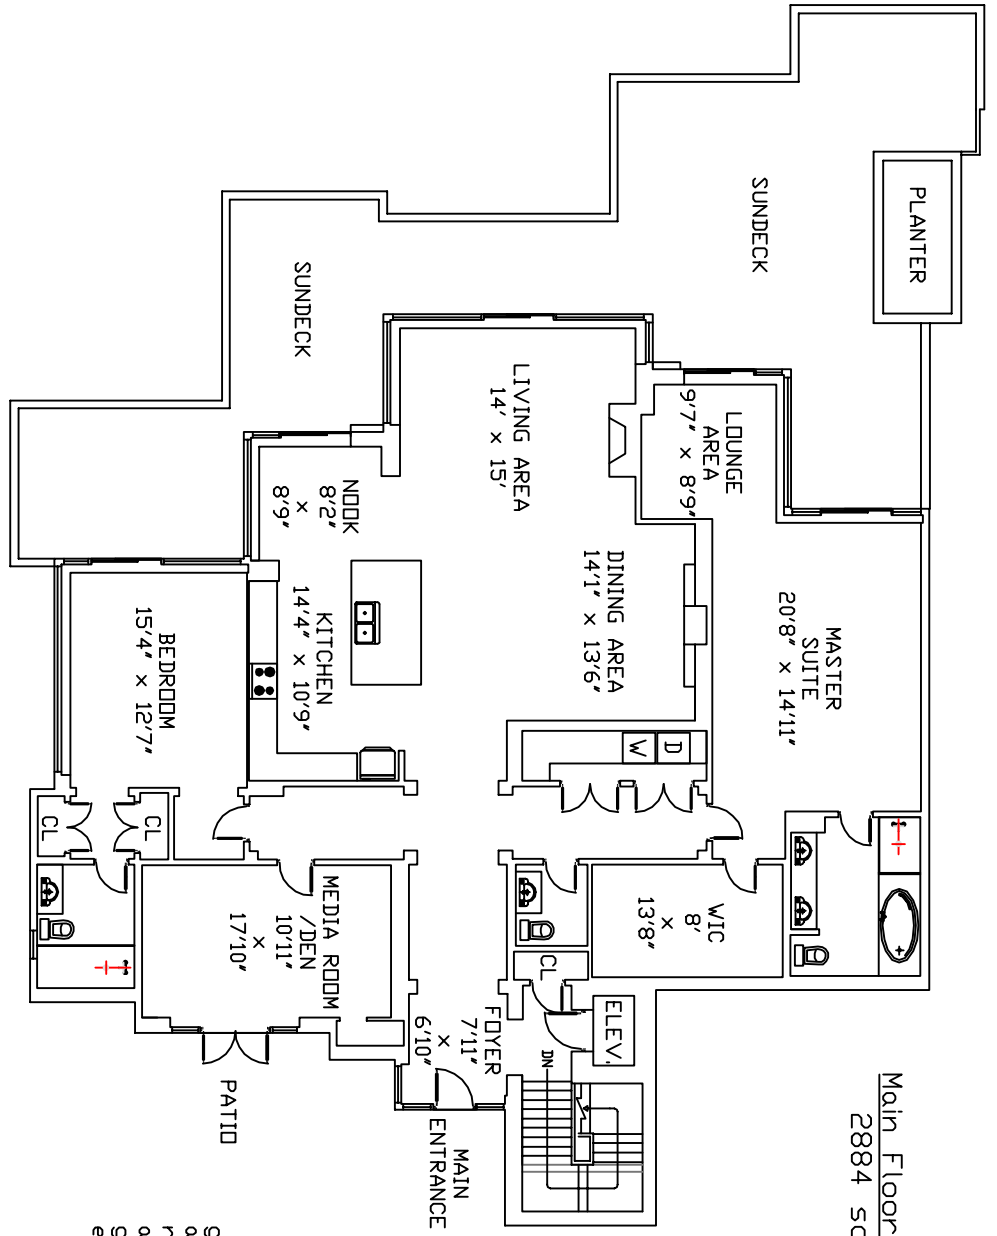 PLANTER
SUNDECK
SUNDECK
LOUNGE
AREA
9'7" x 8'9"
LIVING AREA
14' x 15'
NOOK
8'2"
x
8'9"
MASTER
SUITE
20'8" x 14'11"
DINING AREA
14'1" x 13'6"
KITCHEN
14'4" x 10'9"
BEDROOM
15'4" x 12'7"
D
W
CL
CL
WIC
8'
x
13'8"
MEDIA ROOM
/DEN
10'11"
x
17'10"
CL
ELEV.
FOYER
7'11"
x
6'10"
DN
PATIO
MAIN
ENTRANCE
Main Floor
2884